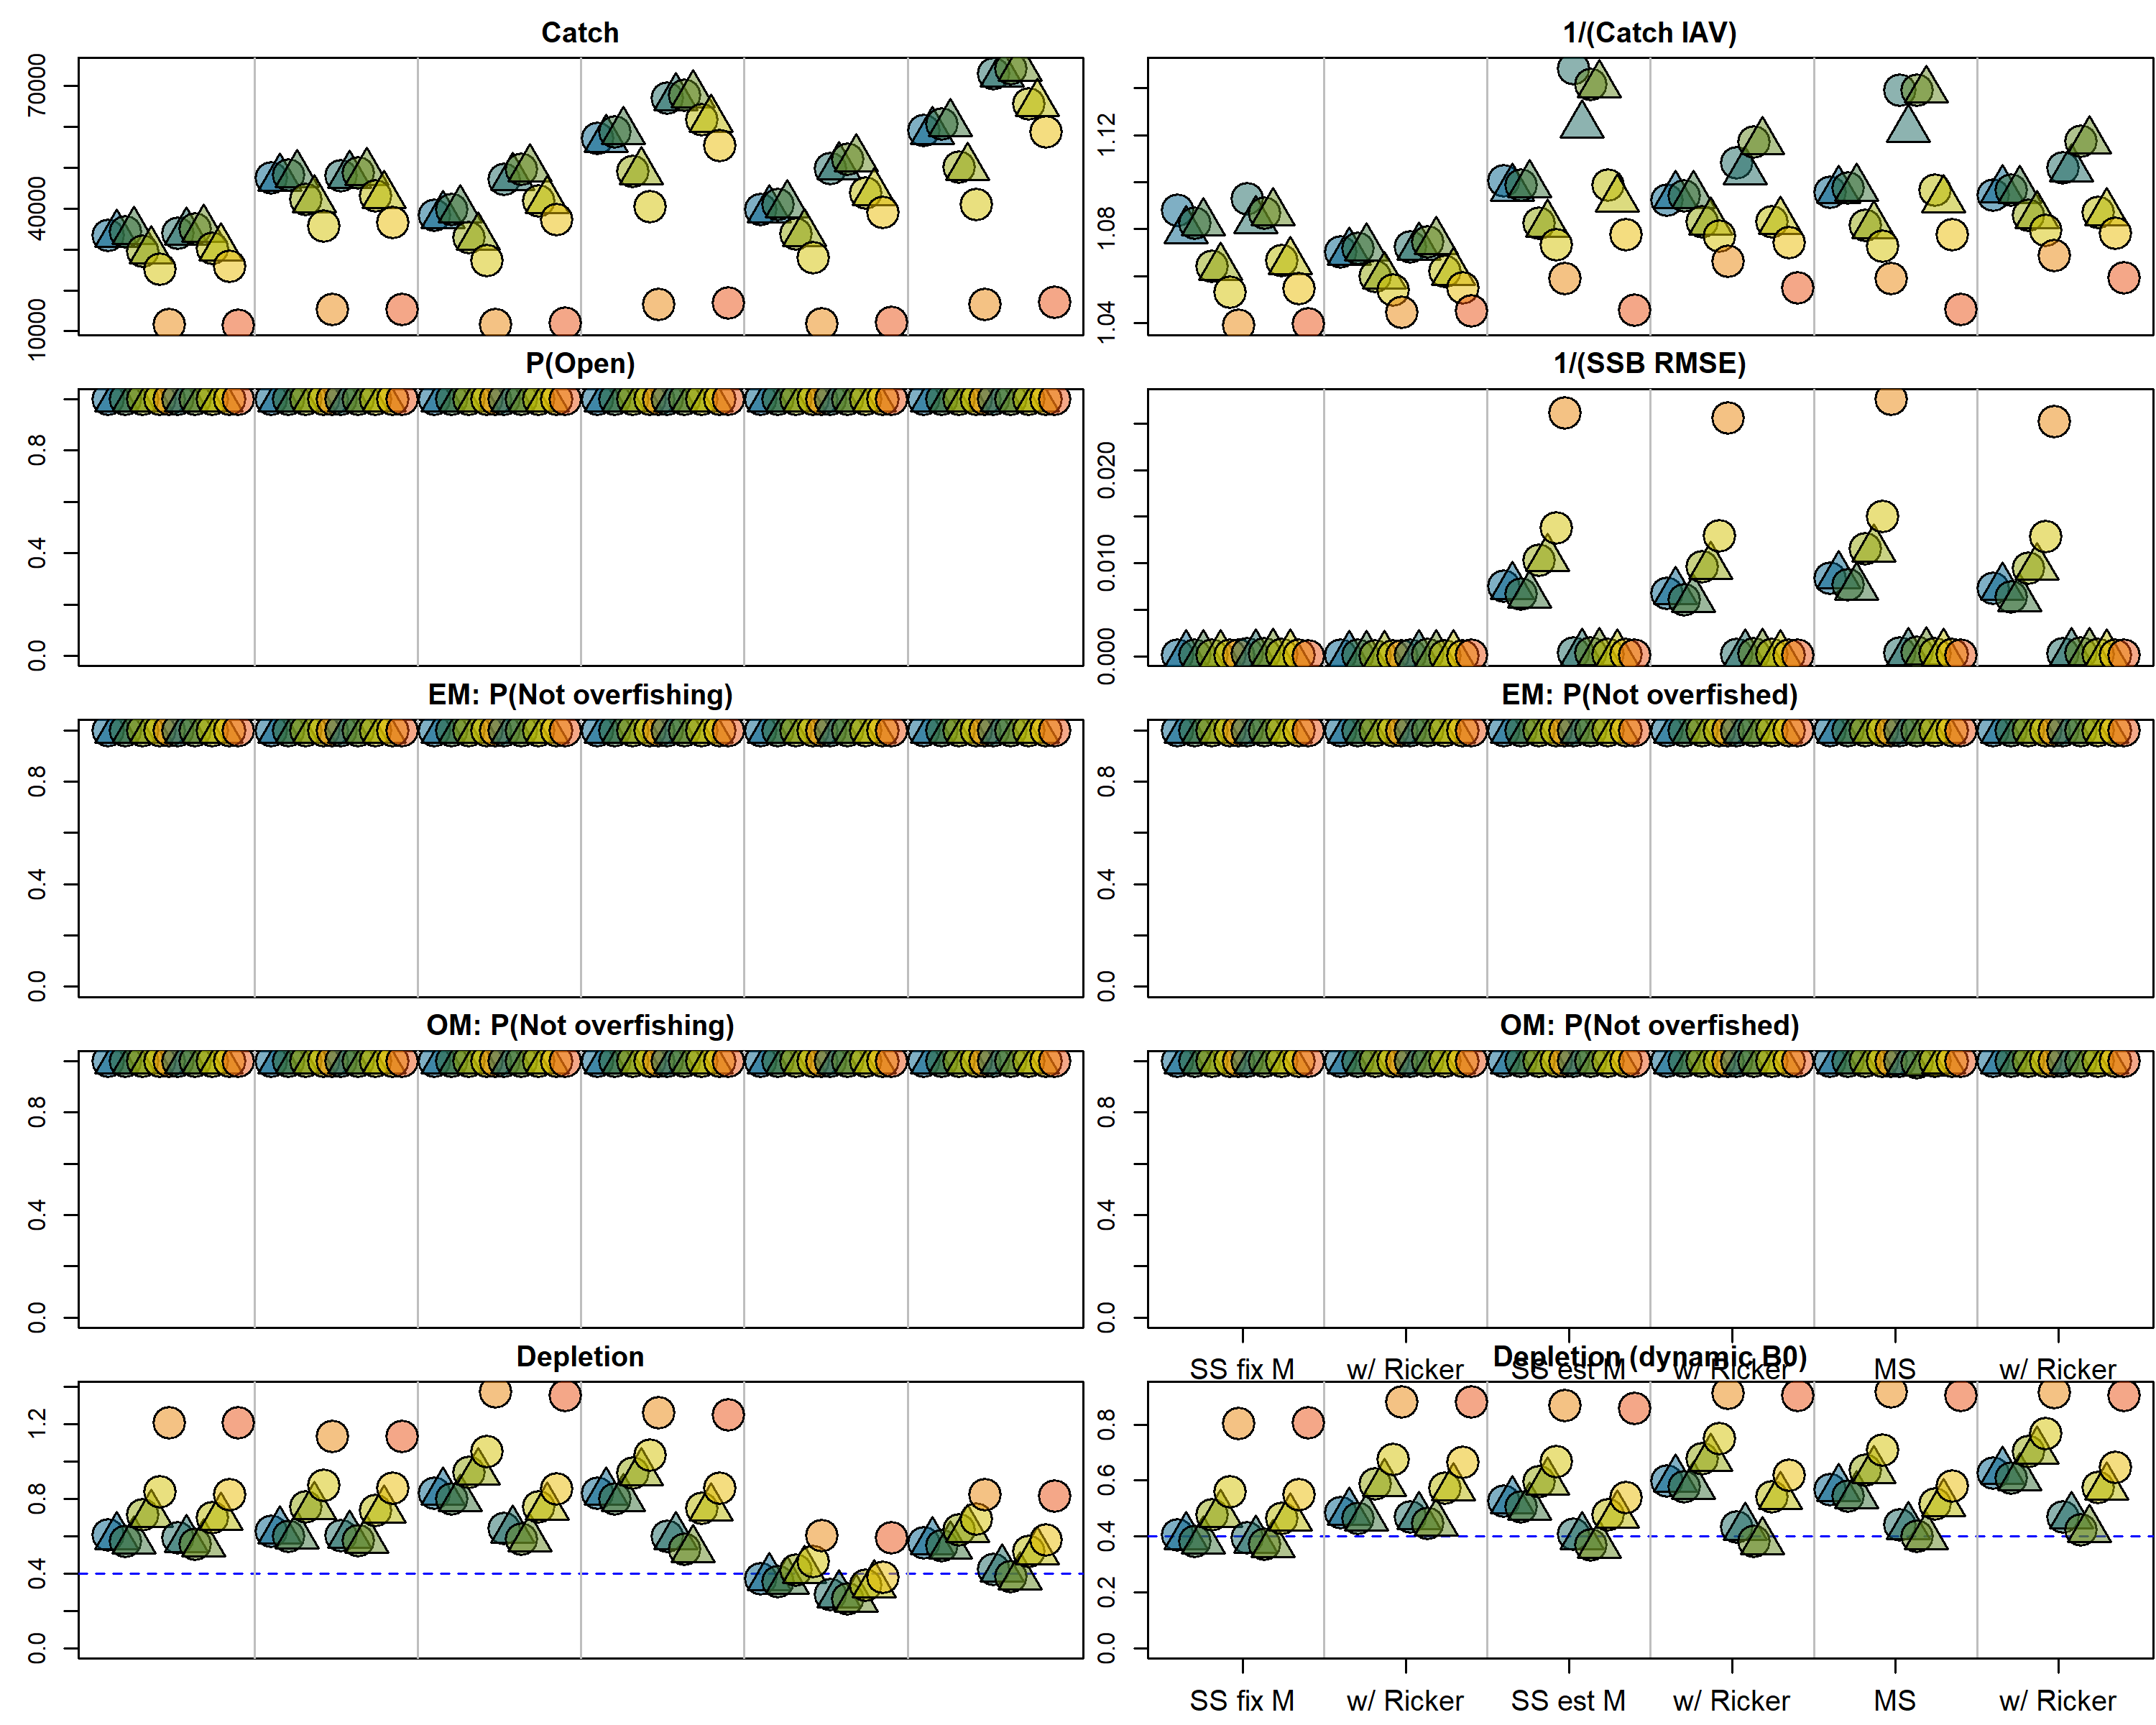 Catch
70000
40000
10000
1/(Catch IAV)
1.12
1.08
1.04
P(Open)
0.8
0.4
0.0
1/(SSB RMSE)
0.020
0.010
0.000
EM: P(Not overfishing)
0.8
0.4
0.0
EM: P(Not overfished)
0.8
0.4
0.0
OM: P(Not overfishing)
0.8
0.4
0.0
OM: P(Not overfished)
0.8
0.4
0.0
SS fix M w/ Ricker SS est M w/ Ricker MS w/ Ricker
Depletion
1.2
0.8
0.4
0.0
Depletion (dynamic B0)
0.8
0.6
0.4
0.2
0.0
SS fix M w/ Ricker SS est M w/ Ricker MS w/ Ricker